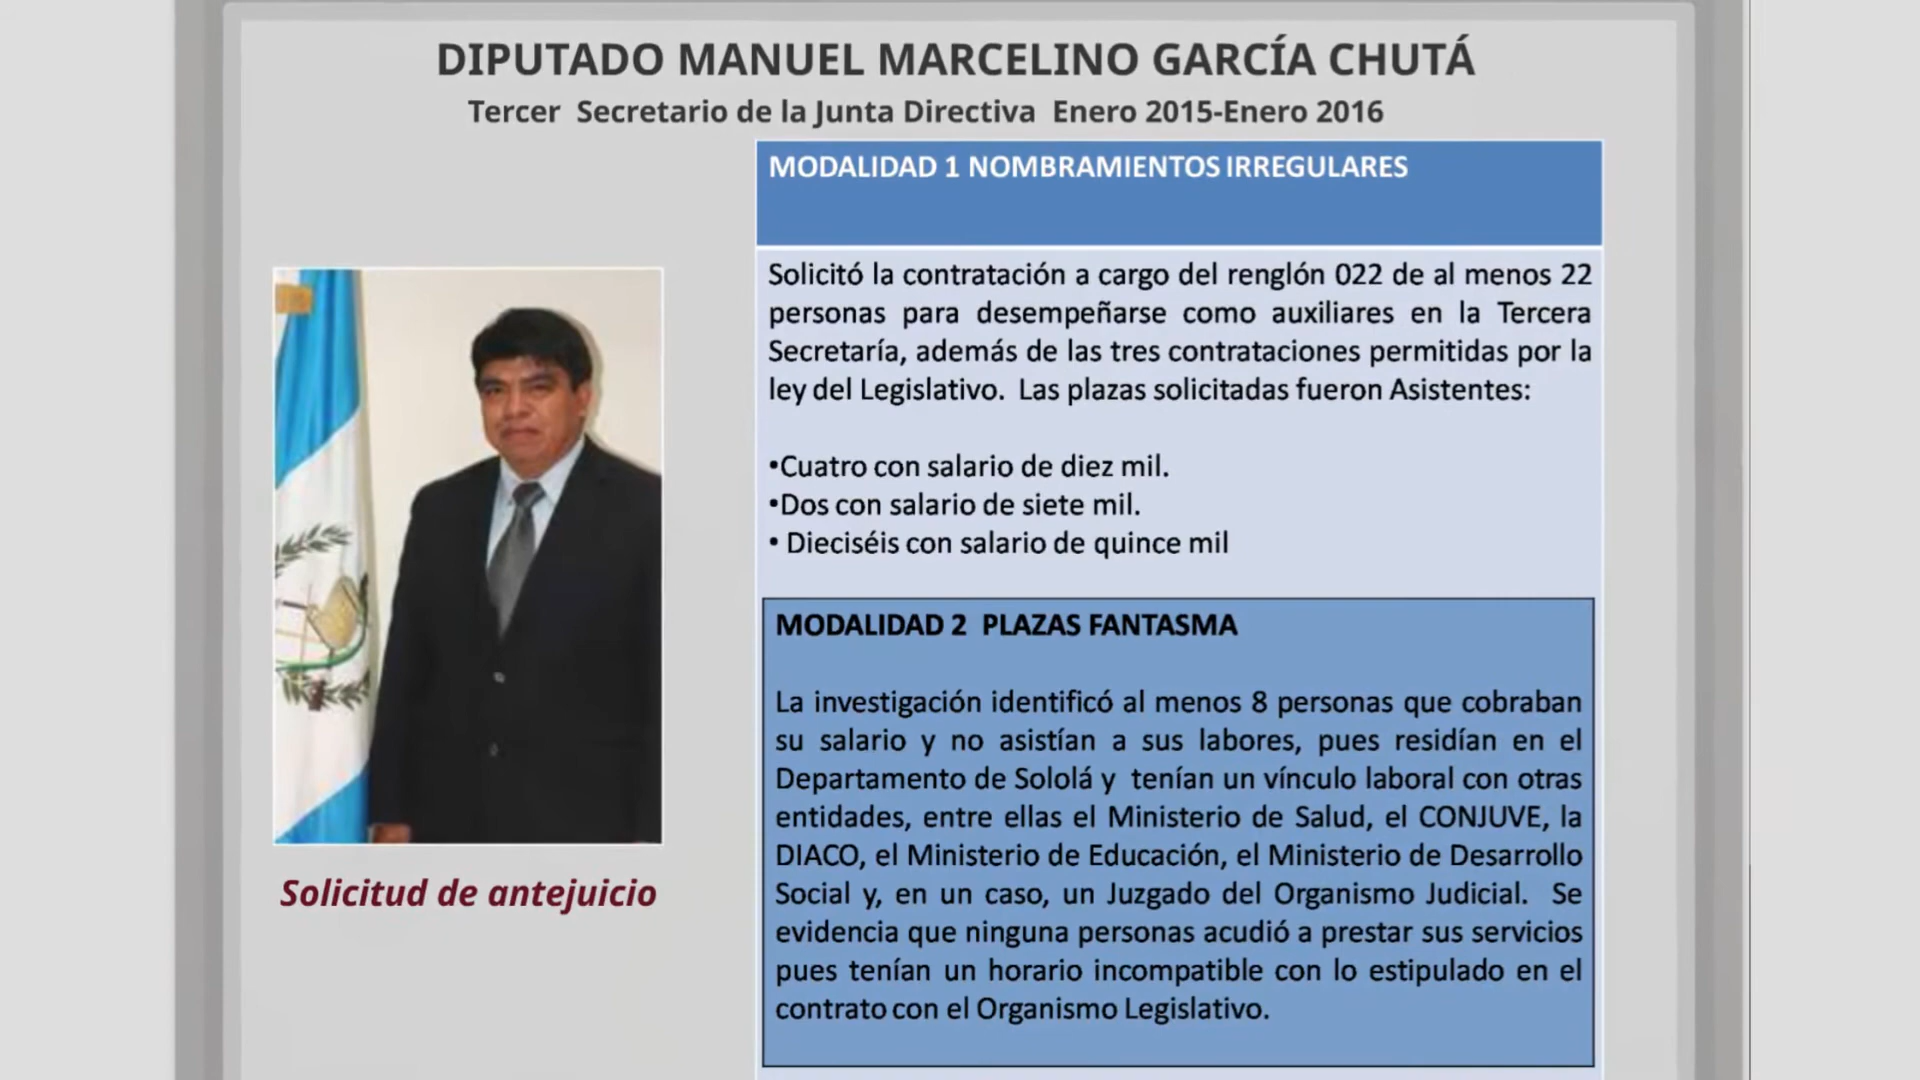 DIPUTADO MANUEL MARCELINO GARCÍA CHUTÁ
Tercer Secretario de la Junta Directiva Enero 2015-Enero 2016
MODALIDAD 1 NOMBRAMIENTOS IRREGULARES
Solicitó la contratación a cargo del renglón 022 de al menos 22
personas para desempeñarse como auxiliares en la Tercera
Secretaría, además de las tres contrataciones permitidas por la
ley del Legislativo. Las plazas solicitadas fueron Asistentes:
•Cuatro con salario de diez mil.
•Dos con salario de siete mil.
• Dieciséis con salario de quince mil
MODALIDAD 2 PLAZAS FANTASMA
La investigación identificó al menos 8 personas que cobraban
su salario y no asistían a sus labores, pues residían en el
Departamento de Sololá y tenían un vínculo laboral con otras
entidades, entre ellas el Ministerio de Salud, el CONJUVE, la
DIACO, el Ministerio de Educación, el Ministerio de Desarrollo
Social y, en un caso, un Juzgado del Organismo Judicial. Se
evidencia que ninguna personas acudió a prestar sus servicios
pues tenían un horario incompatible con lo estipulado en el
contrato con el Organismo Legislativo.
Solicitud de antejuicio